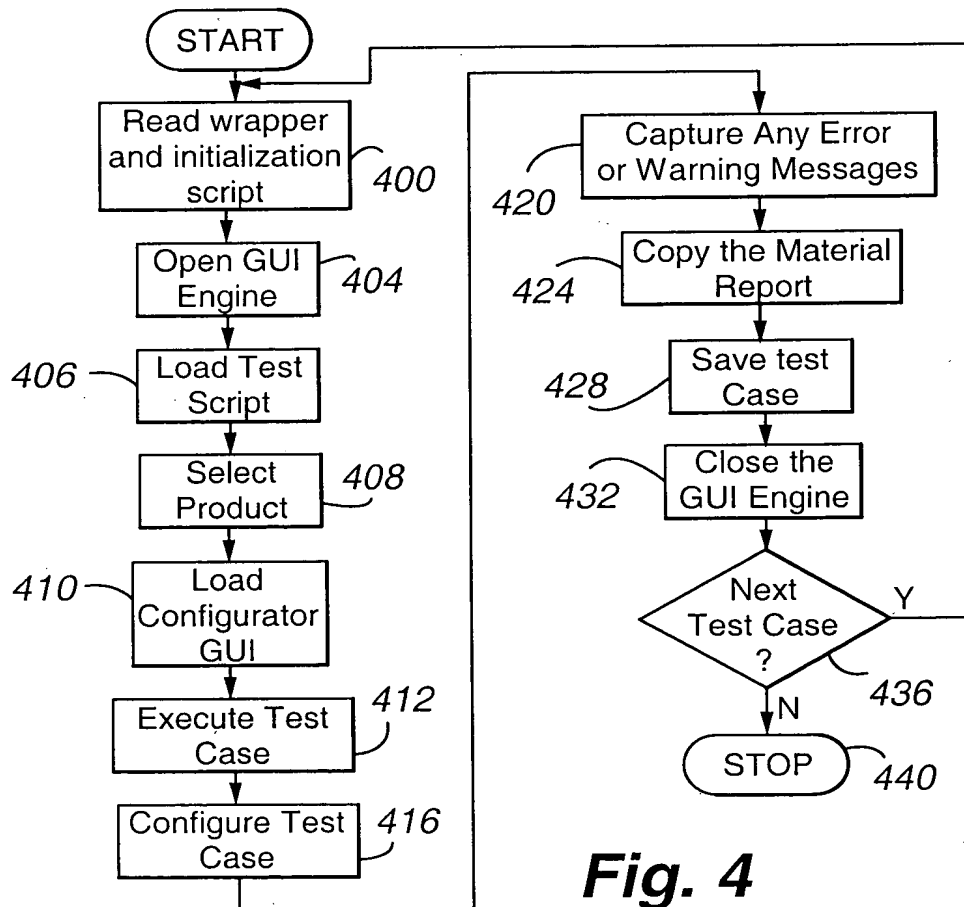 START
Read wrapper
and initialization
script
400
Open GUI
Engine
404
406
Load Test
Script
Select
Product
408
410
Load
Configurator
GUI
Execute Test
Case
412
Configure Test
Case
416
Capture Any Error
or Warning Messages
420
Copy the Material
Report
424
Save test
Case
428
Close the
GUI Engine
432
Next
Test Case
?
Y
436
N
STOP
440
Fig. 4